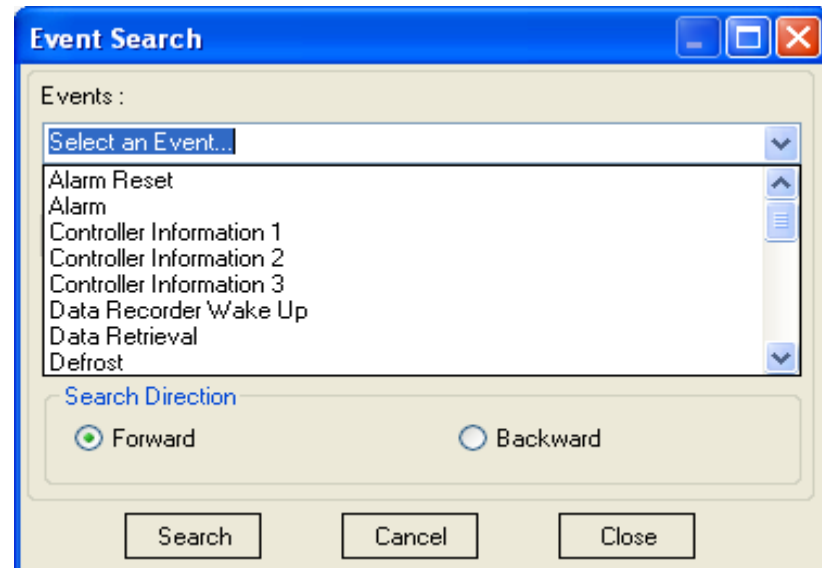 Event Search
Events :
Select an Event...
Alarm Reset
Alarm
Controller Information 1
Controller Information 2
Controller Information 3
Data Recorder Wake Up
Data Retrieval
Defrost
Search Direction
Forward Backward
Search Cancel Close